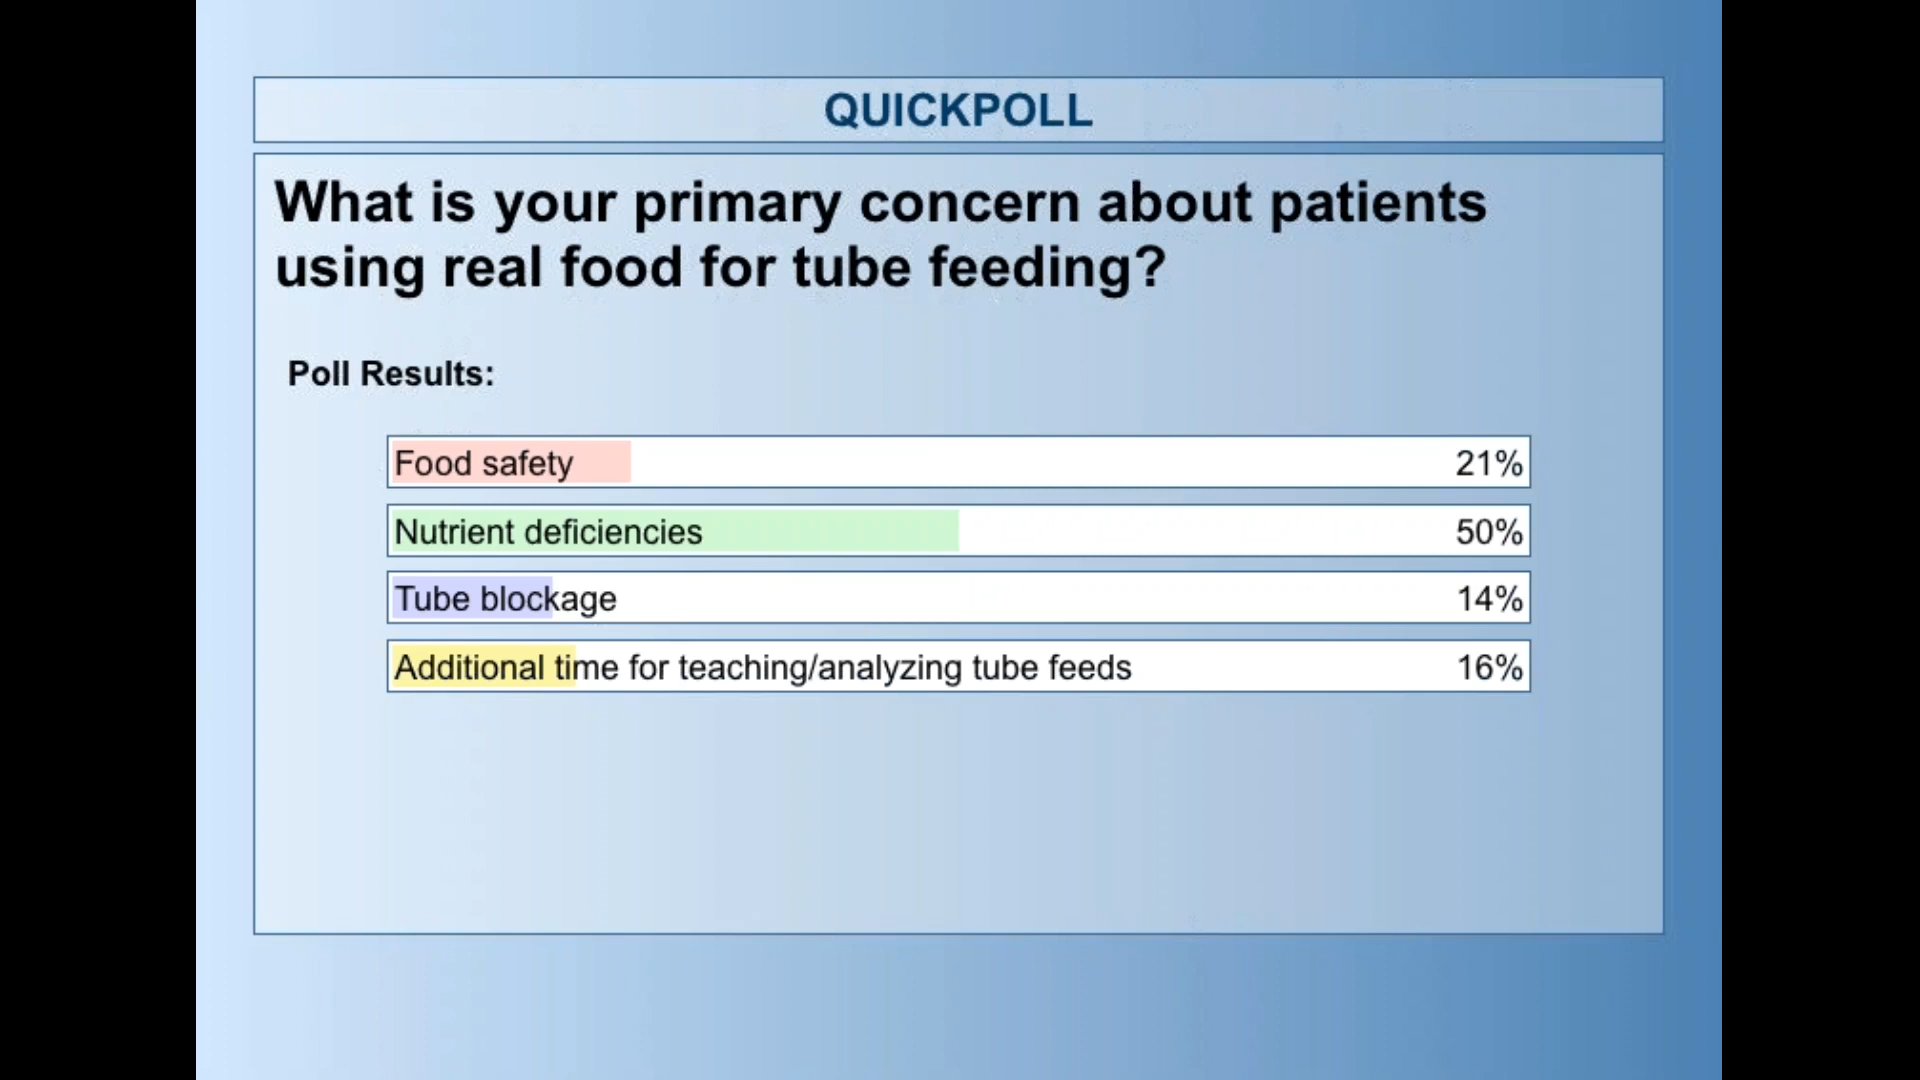 QUICKPOLL
What is your primary concern about patients
using real food for tube feeding?
Poll Results:
Food safety 21%
Nutrient deficiencies 50%
Tube blockage 14%
Additional time for teaching/analyzing tube feeds 16%